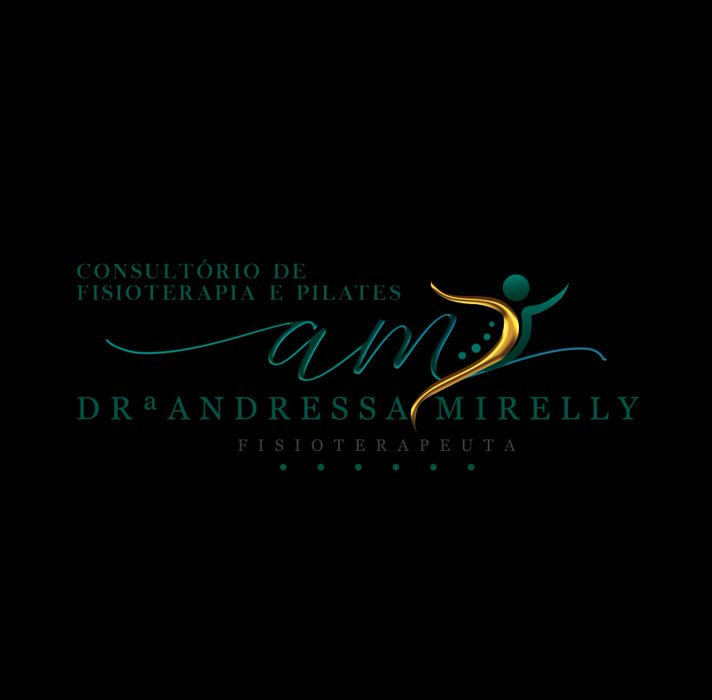 CONSULTÓRIO DE
FISIOTERAPIA E PILATES
am
DRª ANDRESSA MIRELLY
FISIOTERAPEUTA